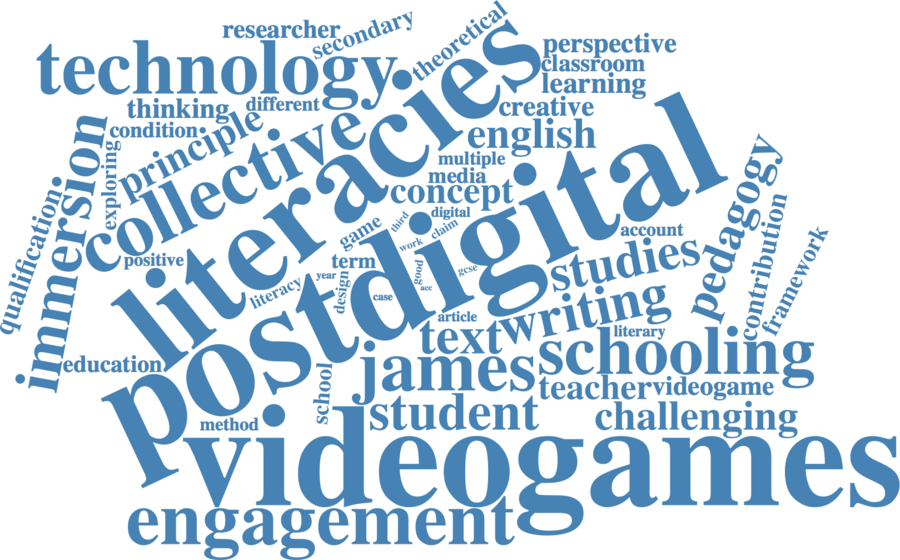 researcher
secondary
theoretical
technology
perspective
classroom
learning
thinking
different
creative
condition
principle
english
exploring
collective
literacies
multiple
media
concept
immersion
postdigital
pedagogy
qualification
digital
third
claim
game
work
account
contribution
framework
positive
term
good
gcse
studies
year
literacy
design
case
acc
article
writing
text
literary
education
james
schooling
school
teacher
videogame
student
challenging
method
videogames
engagement